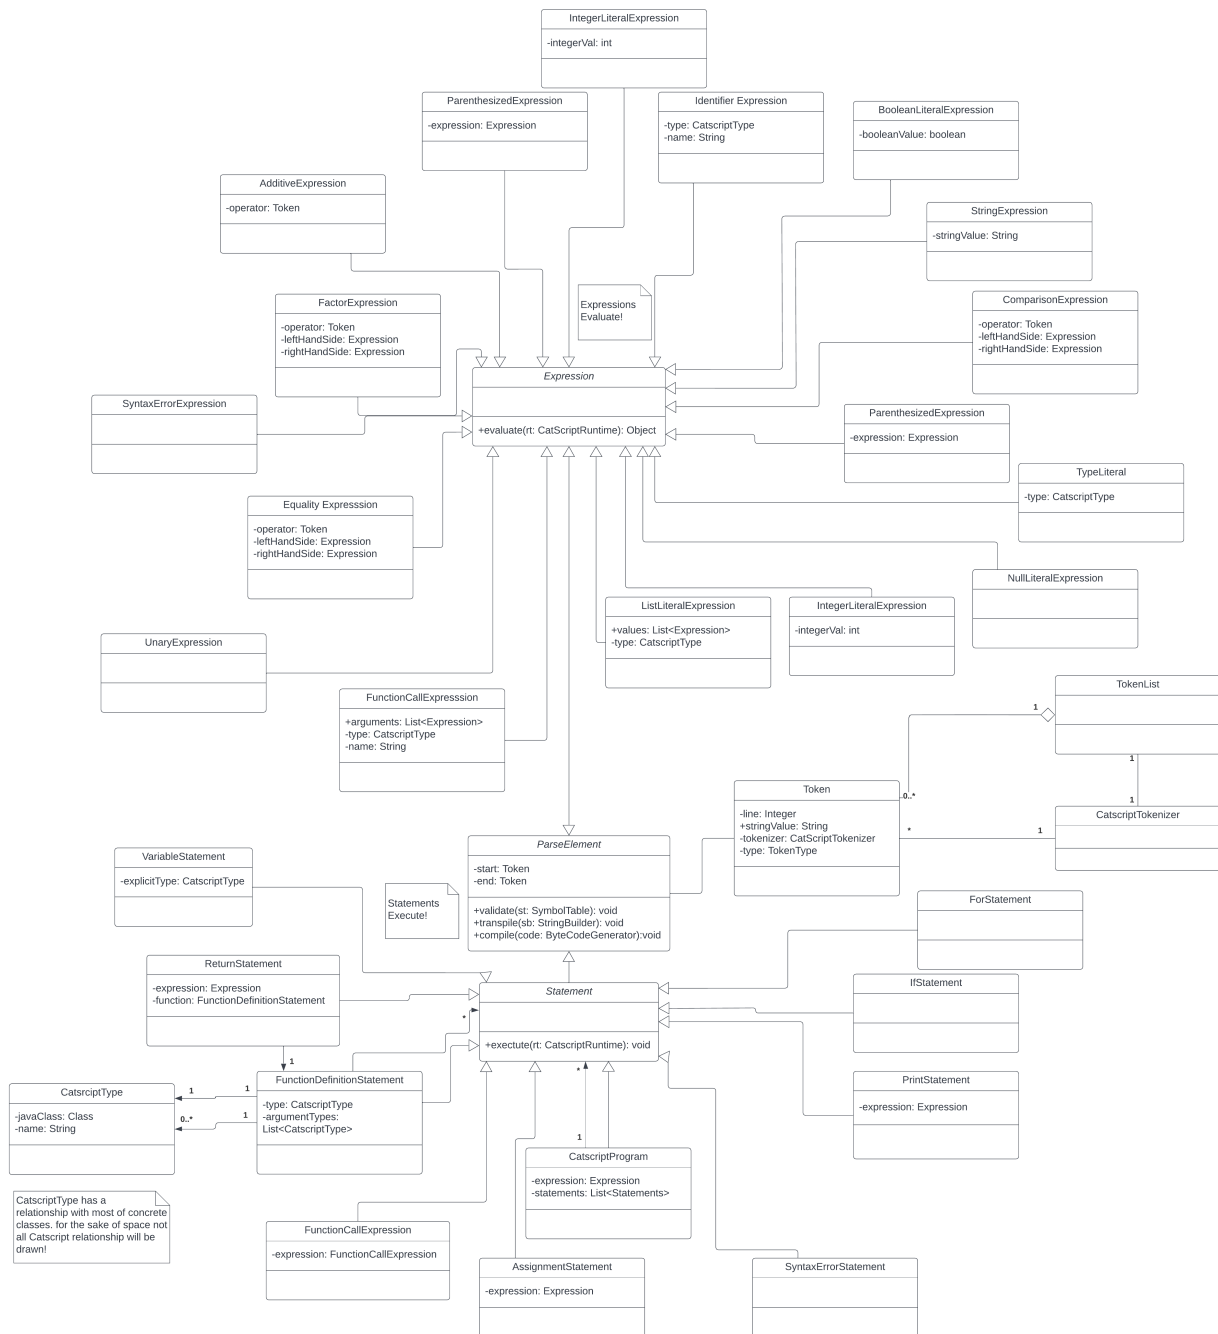 IntegerLiteralExpression
-integerVal: int
ParenthesizedExpression
-expression: Expression
Identifier Expression
-type: CatscriptType
-name: String
BooleanLiteralExpression
-booleanValue: boolean
AdditiveExpression
-operator: Token
StringExpression
-stringValue: String
FactorExpression
-operator: Token
-leftHandSide: Expression
-rightHandSide: Expression
Expressions
Evaluate!
ComparisonExpression
-operator: Token
-leftHandSide: Expression
-rightHandSide: Expression
Expression
+evaluate(rt: CatScriptRuntime): Object
SyntaxErrorExpression
ParenthesizedExpression
-expression: Expression
TypeLiteral
-type: CatscriptType
Equality Expresssion
-operator: Token
-leftHandSide: Expression
-rightHandSide: Expression
NullLiteralExpression
ListLiteralExpression
+values: List<Expression>
-type: CatscriptType
IntegerLiteralExpression
-integerVal: int
UnaryExpression
FunctionCallExpresssion
+arguments: List<Expression>
-type: CatscriptType
-name: String
TokenList
1
1
1
0..*
Token
-line: Integer
+stringValue: String
-tokenizer: CatScriptTokenizer
-type: TokenType
*
1
CatscriptTokenizer
ParseElement
-start: Token
-end: Token
+validate(st: SymbolTable): void
+transpile(sb: StringBuilder): void
+compile(code: ByteCodeGenerator):void
VariableStatement
-explicitType: CatscriptType
Statements
Execute!
ForStatement
ReturnStatement
-expression: Expression
-function: FunctionDefinitionStatement
IfStatement
Statement
+exectute(rt: CatscriptRuntime): void
*
1
FunctionDefinitionStatement
-type: CatscriptType
-argumentTypes:
List<CatscriptType>
1
1
0..*
1
CatsrciptType
-javaClass: Class
-name: String
PrintStatement
-expression: Expression
*
1
CatscriptProgram
-expression: Expression
-statements: List<Statements>
CatscriptType has a
relationship with most of concrete
classes. for the sake of space not
all Catscript relationship will be
drawn!
FunctionCallExpression
-expression: FunctionCallExpression
AssignmentStatement
-expression: Expression
SyntaxErrorStatement